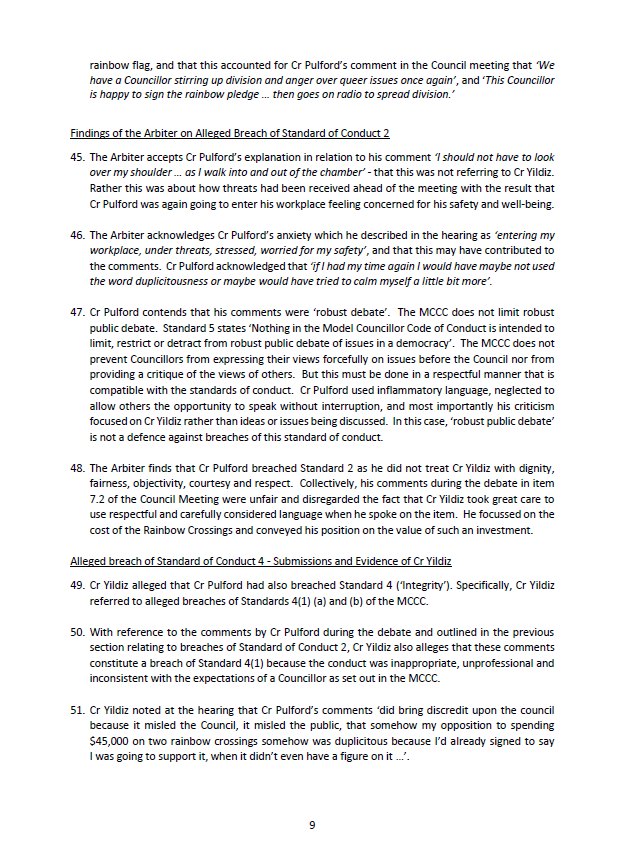 rainbow flag, and that this accounted for Cr Pulford's comment in the Council meeting that 'We
have a Councillor stirring up division and anger over queer issues once again', and 'This Councillor
is happy to sign the rainbow pledge … then goes on radio to spread division.'
Findings of the Arbiter on Alleged Breach of Standard of Conduct 2
45. The Arbiter accepts Cr Pulford's explanation in relation to his comment 'I should not have to look
over my shoulder … as I walk into and out of the chamber' - that this was not referring to Cr Yildiz.
Rather this was about how threats had been received ahead of the meeting with the result that
Cr Pulford was again going to enter his workplace feeling concerned for his safety and well-being.
46. The Arbiter acknowledges Cr Pulford's anxiety which he described in the hearing as 'entering my
workplace, under threats, stressed, worried for my safety', and that this may have contributed to
the comments. Cr Pulford acknowledged that 'if I had my time again I would have maybe not used
the word duplicitousness or maybe would have tried to calm myself a little bit more'.
47. Cr Pulford contends that his comments were 'robust debate'. The MCCC does not limit robust
public debate. Standard 5 states 'Nothing in the Model Councillor Code of Conduct is intended to
limit, restrict or detract from robust public debate of issues in a democracy'. The MCCC does not
prevent Councillors from expressing their views forcefully on issues before the Council nor from
providing a critique of the views of others. But this must be done in a respectful manner that is
compatible with the standards of conduct. Cr Pulford used inflammatory language, neglected to
allow others the opportunity to speak without interruption, and most importantly his criticism
focused on Cr Yildiz rather than ideas or issues being discussed. In this case, 'robust public debate'
is not a defence against breaches of this standard of conduct.
48. The Arbiter finds that Cr Pulford breached Standard 2 as he did not treat Cr Yildiz with dignity,
fairness, objectivity, courtesy and respect. Collectively, his comments during the debate in item
7.2 of the Council Meeting were unfair and disregarded the fact that Cr Yildiz took great care to
use respectful and carefully considered language when he spoke on the item. He focussed on the
cost of the Rainbow Crossings and conveyed his position on the value of such an investment.
Alleged breach of Standard of Conduct 4 - Submissions and Evidence of Cr Yildiz
49. Cr Yildiz alleged that Cr Pulford had also breached Standard 4 ('Integrity'). Specifically, Cr Yildiz
referred to alleged breaches of Standards 4(1) (a) and (b) of the MCCC.
50. With reference to the comments by Cr Pulford during the debate and outlined in the previous
section relating to breaches of Standard of Conduct 2, Cr Yildiz also alleges that these comments
constitute a breach of Standard 4(1) because the conduct was inappropriate, unprofessional and
inconsistent with the expectations of a Councillor as set out in the MCCC.
51. Cr Yildiz noted at the hearing that Cr Pulford's comments 'did bring discredit upon the council
because it misled the Council, it misled the public, that somehow my opposition to spending
$45,000 on two rainbow crossings somehow was duplicitous because I'd already signed to say
I was going to support it, when it didn't even have a figure on it …'.
9